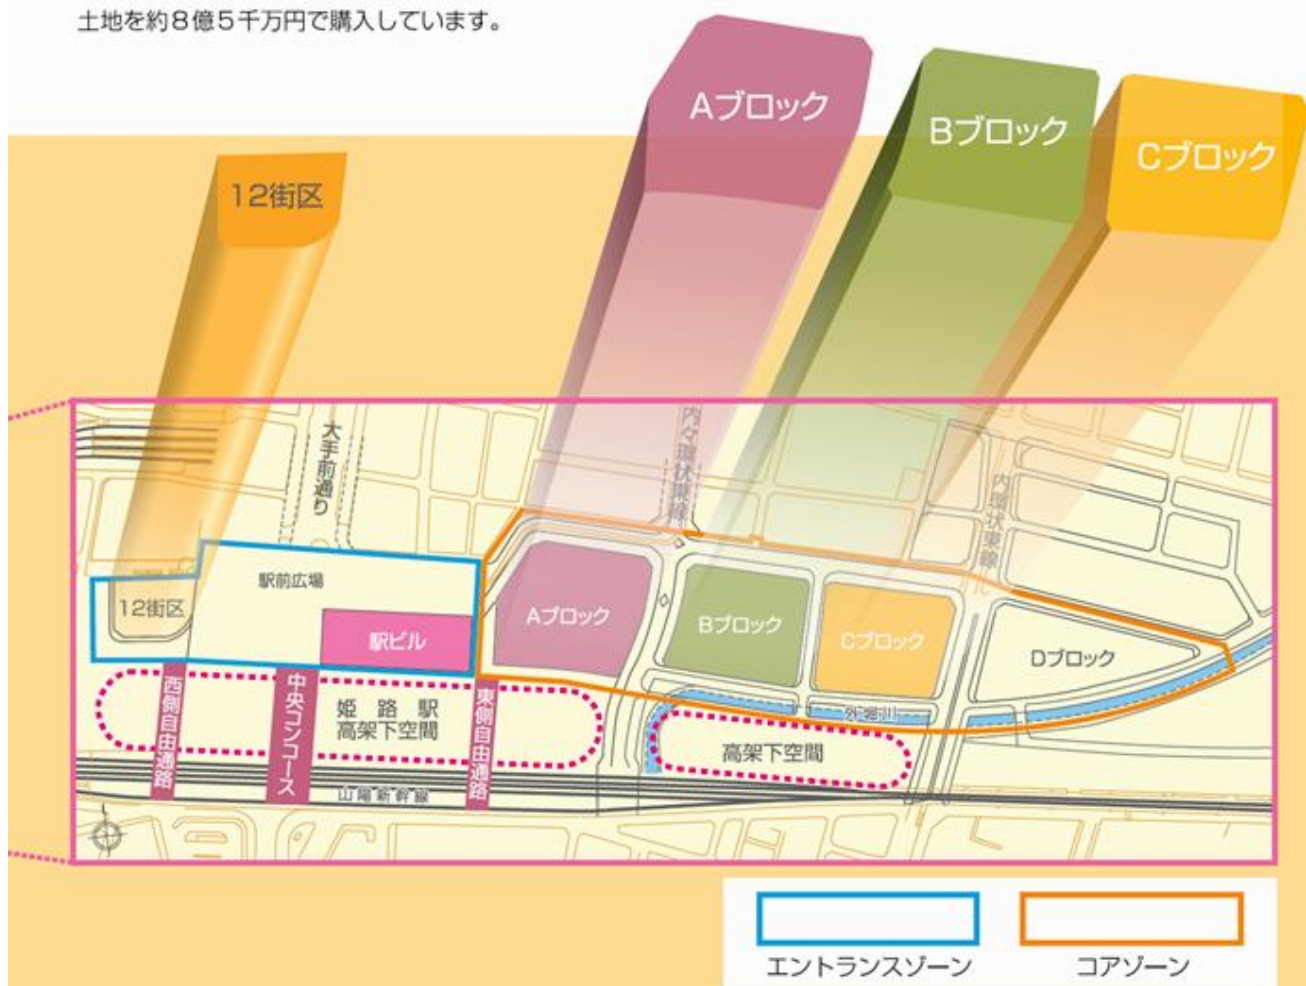 土地を約8億5千万円で購入しています。
Aブロック
Bブロック
Cブロック
12街区
大手前通り
内々環状東線
内環状東線
駅前広場
12街区
駅ビル
Aブロック
Bブロック
Cブロック
Dブロック
西側自由通路
中央コンコース
姫路駅
高架下空間
東側自由通路
外堀川
高架下空間
山陽新幹線
エントランスゾーン
コアゾーン